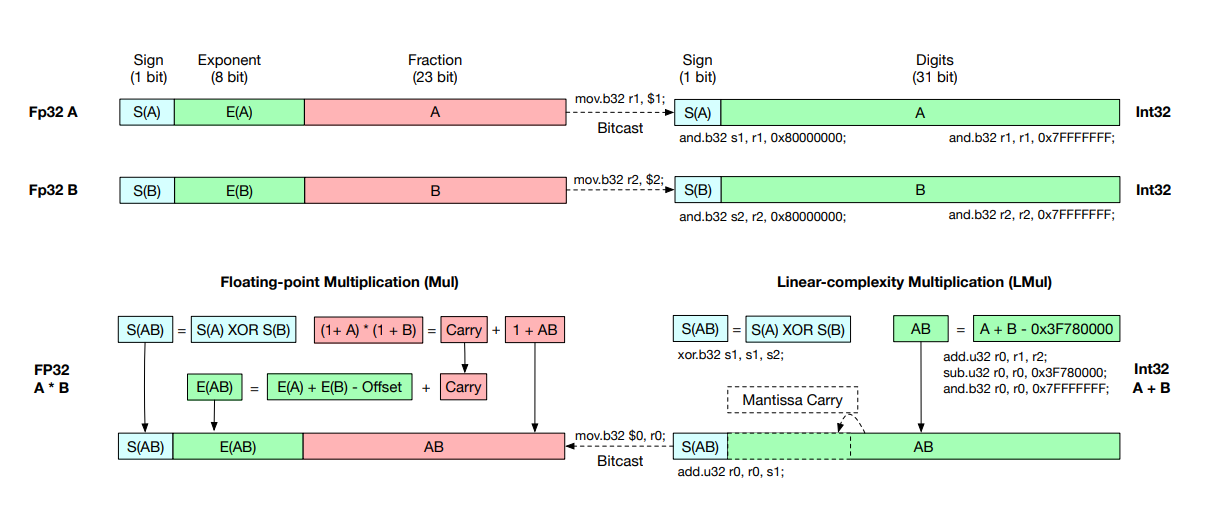 Sign
(1 bit)
Exponent
(8 bit)
Fraction
(23 bit)
Sign
(1 bit)
Digits
(31 bit)
Fp32 A
S(A)
E(A)
A
mov.b32 r1, $1;
Bitcast
S(A)
A
Int32
and.b32 s1, r1, 0x80000000;
and.b32 r1, r1, 0x7FFFFFFF;
Fp32 B
S(B)
E(B)
B
mov.b32 r2, $2;
S(B)
B
Int32
and.b32 s2, r2, 0x80000000;
and.b32 r2, r2, 0x7FFFFFFF;
Floating-point Multiplication (Mul)
S(AB) = S(A) XOR S(B)
(1+ A) * (1 + B) = Carry + 1 + AB
FP32
A * B
E(AB) = E(A) + E(B) - Offset + Carry
S(AB)
E(AB)
AB
mov.b32 $0, r0;
Bitcast
Linear-complexity Multiplication (LMul)
S(AB) = S(A) XOR S(B)
xor.b32 s1, s1, s2;
AB = A + B - 0x3F780000
add.u32 r0, r1, r2;
sub.u32 r0, r0, 0x3F780000;
and.b32 r0, r0, 0x7FFFFFFF;
Int32
A + B
Mantissa Carry
S(AB)
AB
add.u32 r0, r0, s1;